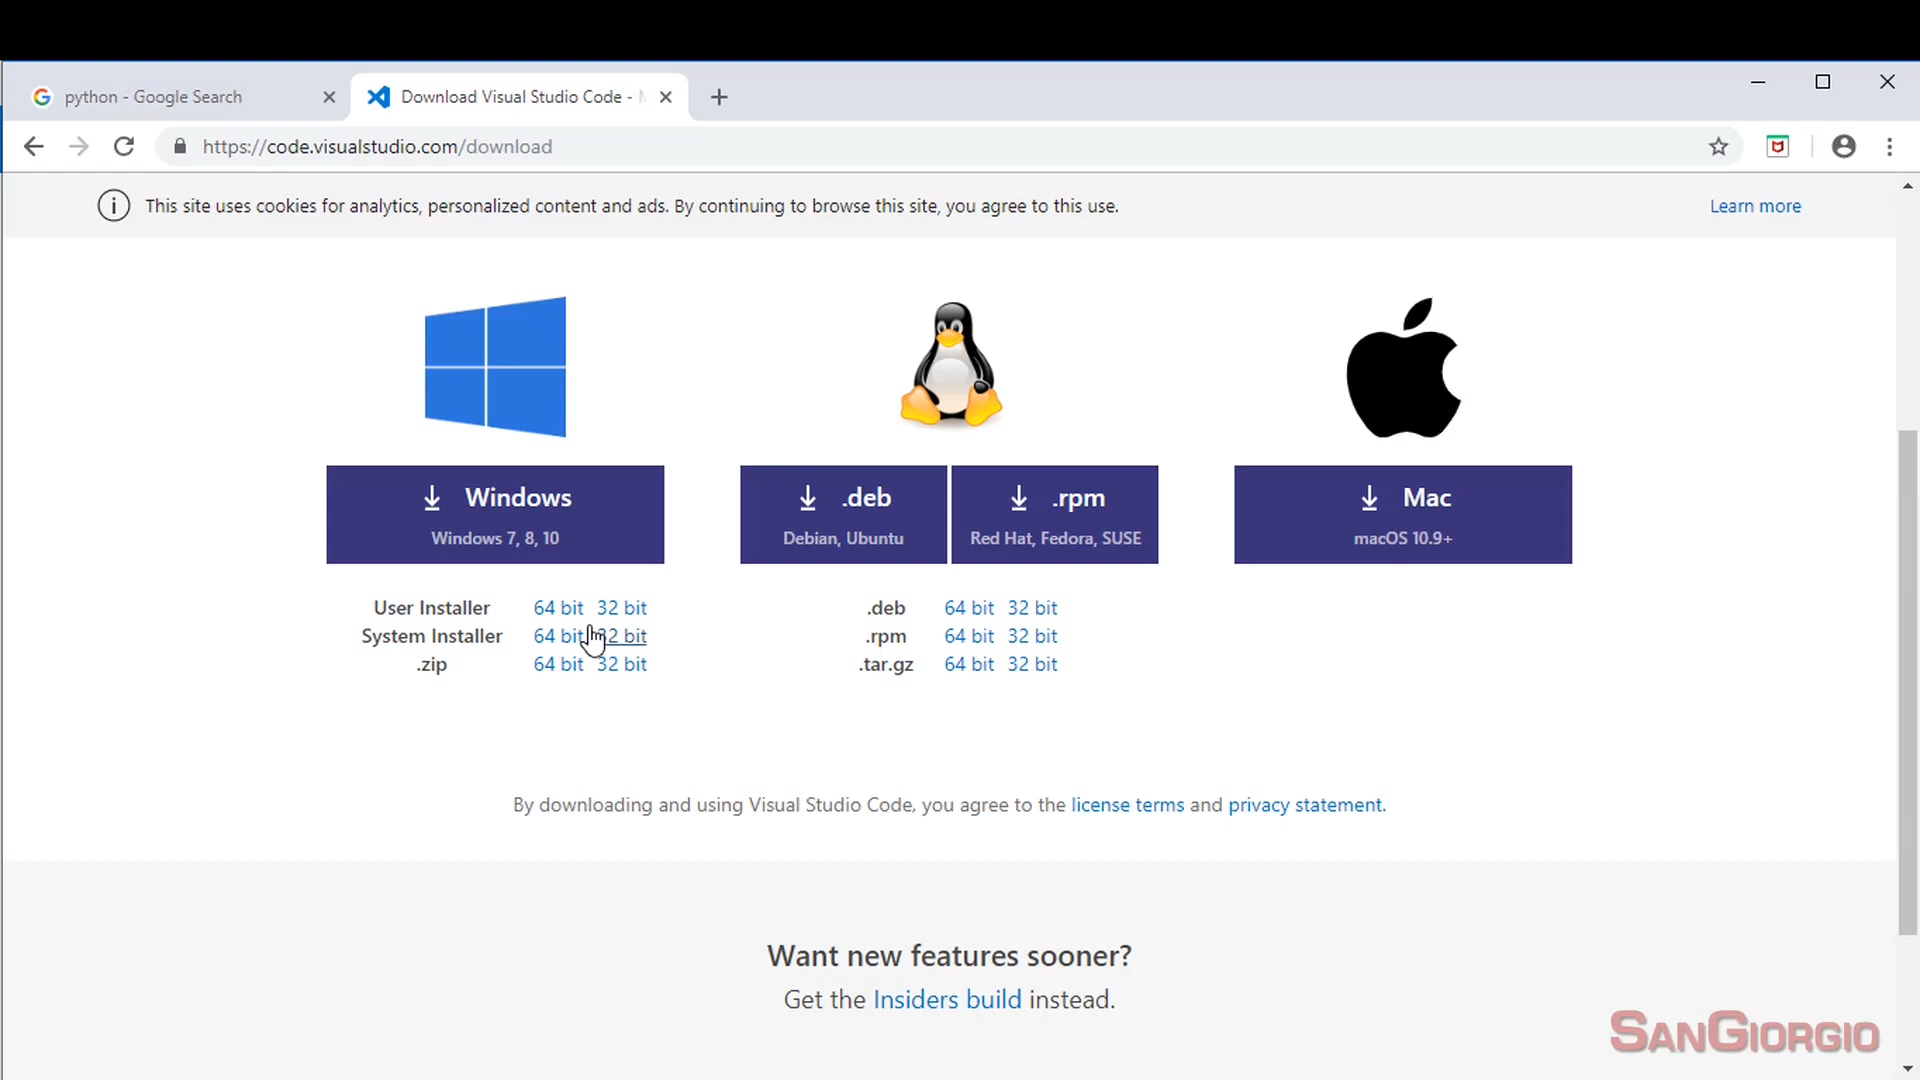 python - Google Search
Download Visual Studio Code -
https://code.visualstudio.com/download
This site uses cookies for analytics, personalized content and ads. By continuing to browse this site, you agree to this use.
Learn more
Windows
Windows 7, 8, 10
.deb
Debian, Ubuntu
.rpm
Red Hat, Fedora, SUSE
Mac
macOS 10.9+
User Installer 64 bit 32 bit
System Installer 64 bit 32 bit
.zip 64 bit 32 bit
.deb 64 bit 32 bit
.rpm 64 bit 32 bit
.tar.gz 64 bit 32 bit
By downloading and using Visual Studio Code, you agree to the license terms and privacy statement.
Want new features sooner?
Get the Insiders build instead.
SANGIORGIO